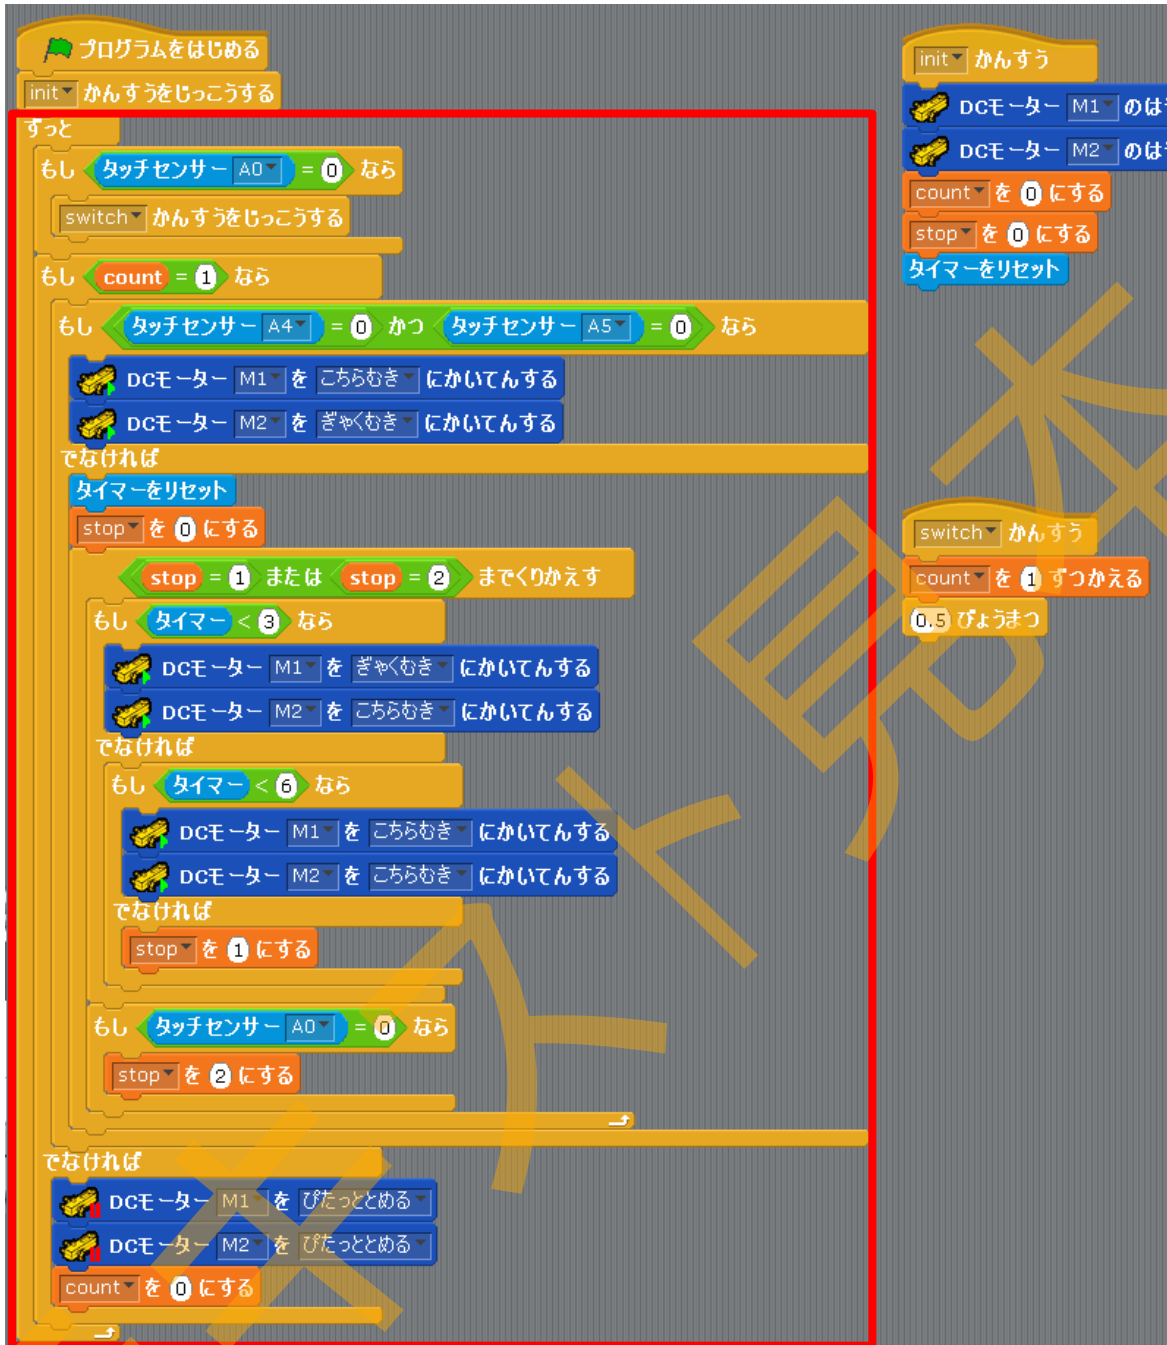 プログラムをはじめる
init かんすうをじっこうする
ずっと
もし タッチセンサー A0 = 0 なら
switch かんすうをじっこうする
もし count = 1 なら
もし タッチセンサー A4 = 0 かつ タッチセンサー A5 = 0 なら
DCモーター M1 を こちらむき にかいてんする
DCモーター M2 を ぎゃくむき にかいてんする
でなければ
タイマーをリセット
stop を 0 にする
stop = 1 または stop = 2 までくりかえす
もし タイマー < 3 なら
DCモーター M1 を ぎゃくむき にかいてんする
DCモーター M2 を こちらむき にかいてんする
でなければ
もし タイマー < 6 なら
DCモーター M1 を こちらむき にかいてんする
DCモーター M2 を こちらむき にかいてんする
でなければ
stop を 1 にする
もし タッチセンサー A0 = 0 なら
stop を 2 にする
でなければ
DCモーター M1 を ぴたっととめる
DCモーター M2 を ぴたっととめる
count を 0 にする
init かんすう
DCモーター M1 のは
DCモーター M2 のは
count を 0 にする
stop を 0 にする
タイマーをリセット
switch かんすう
count を 1 ずつかえる
0.5 びょうまつ